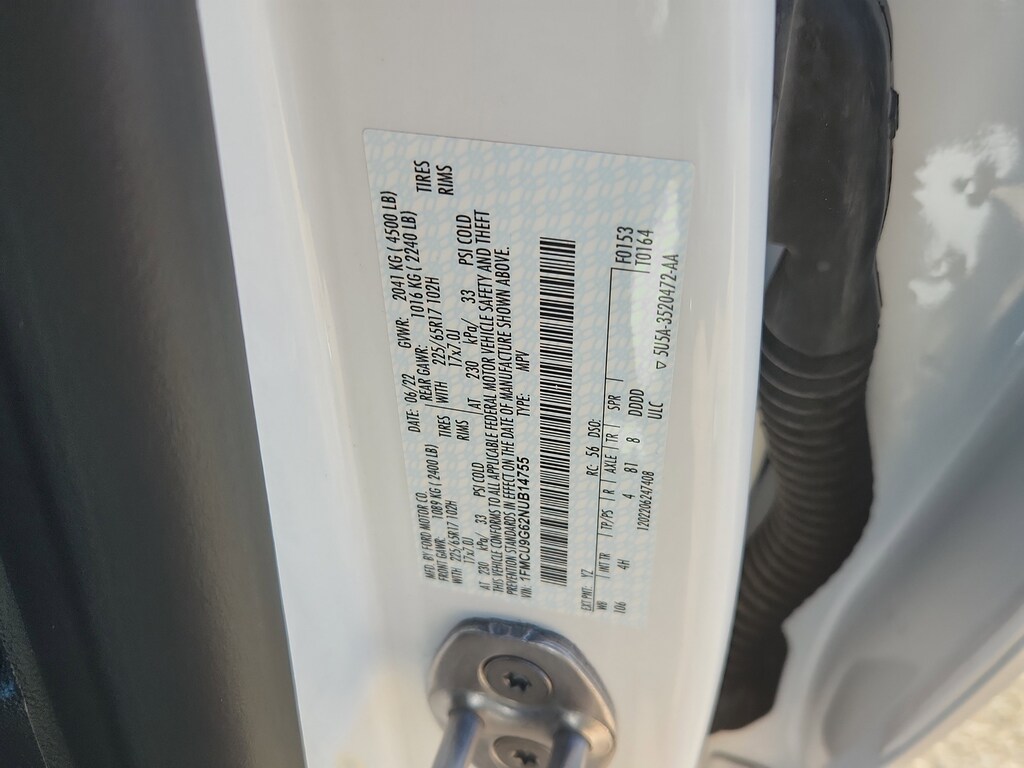 MFD. BY FORD MOTOR CO. DATE: 06/22 GVWR: 2041 KG ( 4500 LB)
FRONT GAWR: 1089 KG ( 2400 LB) REAR GAWR: 1016 KG ( 2240 LB)
WITH 225/65R17 102H TIRES WITH 225/65R17 102H TIRES
17x7.0J RIMS 17x7.0J RIMS
AT 230 kPa/ 33 PSI COLD AT 230 kPa/ 33 PSI COLD
THIS VEHICLE CONFORMS TO ALL APPLICABLE FEDERAL MOTOR VEHICLE SAFETY AND THEFT
PREVENTION STANDARDS IN EFFECT ON THE DATE OF MANUFACTURE SHOWN ABOVE.
VIN: 1FMCU9G62NUB14755 TYPE: MPV
EXT PNT: YZ RC: 56 DSO: F0153
WB INT TR TP/PS R AXLE TR SPR T0164
106 4H 4 B1 8 DDDD
1202206247408 ULC ▽ 5U5A-3520472-AA